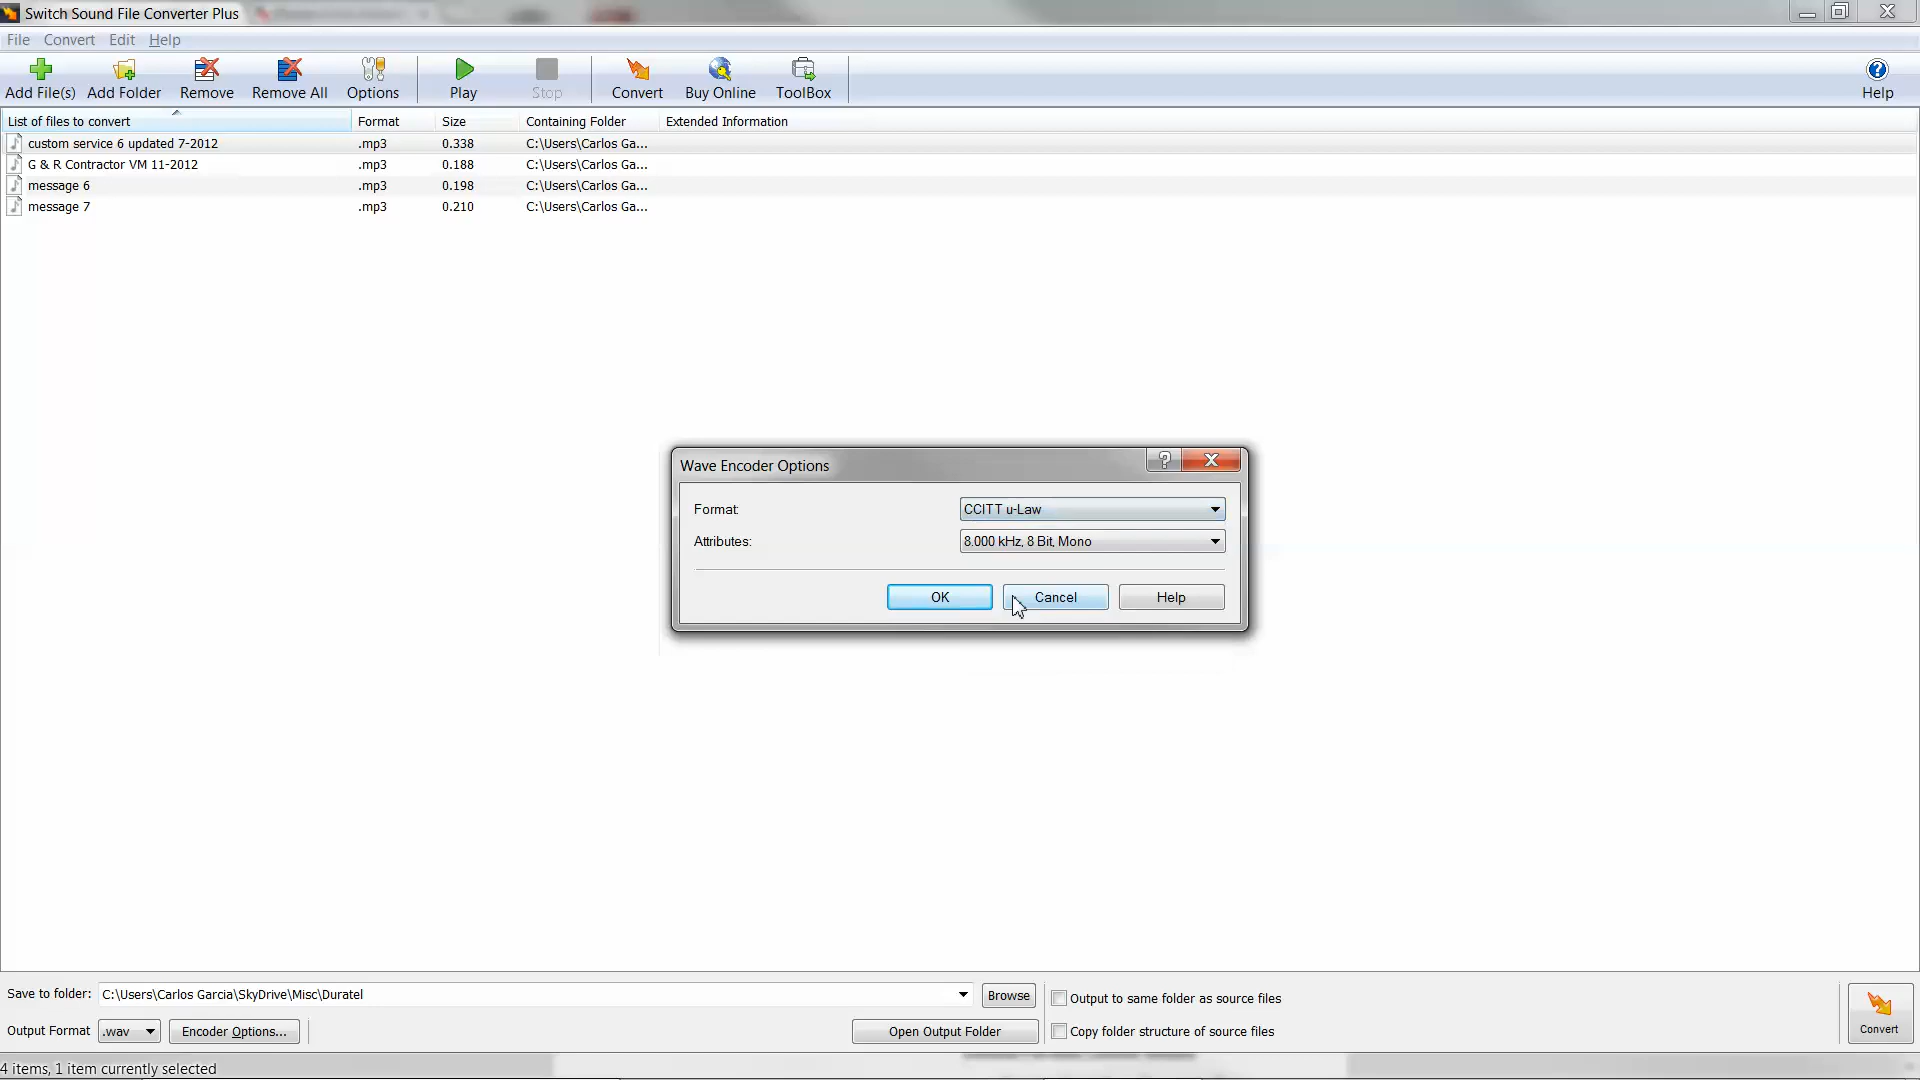 Switch Sound File Converter Plus
File Convert Edit Help
Add File(s) Add Folder Remove Remove All Options Play Stop Convert Buy Online ToolBox Help
List of files to convert Format Size Containing Folder Extended Information
custom service 6 updated 7-2012 .mp3 0.338 C:\Users\Carlos Ga...
G & R Contractor VM 11-2012 .mp3 0.188 C:\Users\Carlos Ga...
message 6 .mp3 0.198 C:\Users\Carlos Ga...
message 7 .mp3 0.210 C:\Users\Carlos Ga...
Wave Encoder Options
Format: CCITT u-Law
Attributes: 8.000 kHz, 8 Bit, Mono
OK Cancel Help
Save to folder: C:\Users\Carlos Garcia\SkyDrive\Misc\Duratel Browse Output to same folder as source files
Output Format .wav Encoder Options... Open Output Folder Copy folder structure of source files Convert
4 items, 1 item currently selected